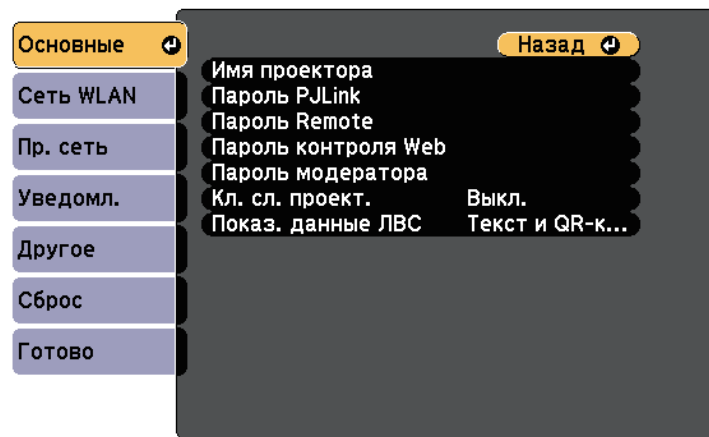 Основные
Сеть WLAN
Пр. сеть
Уведомл.
Другое
Сброс
Готово
Назад
Имя проектора
Пароль PJLink
Пароль Remote
Пароль контроля Web
Пароль модератора
Кл. сл. проект. Выкл.
Показ. данные ЛВС Текст и QR-к...